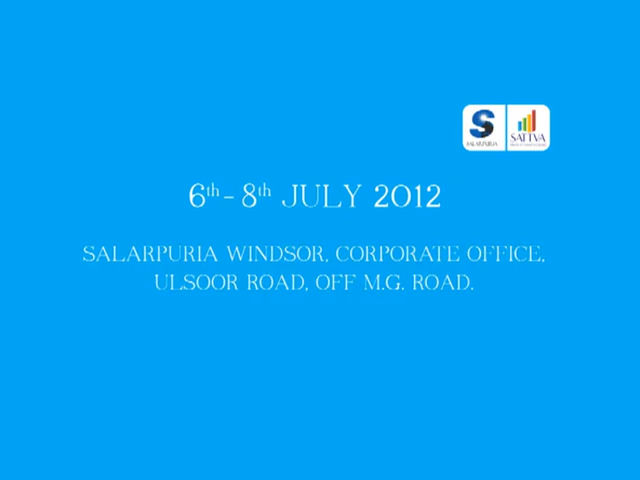 SALARPURIA
SATTVA
6th - 8th JULY 2012
SALARPURIA WINDSOR, CORPORATE OFFICE,
ULSOOR ROAD, OFF M.G. ROAD.